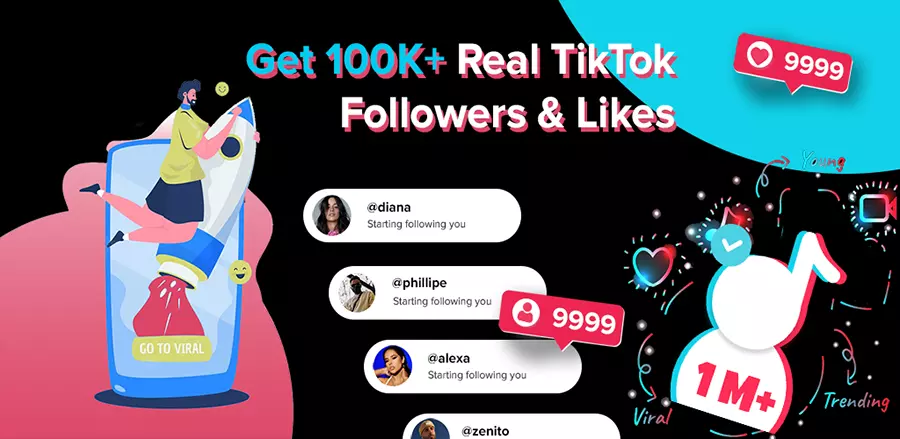 Get 100K+ Real TikTok
Followers & Likes
9999
Young
@diana
Starting following you
@phillipe
Starting following you
9999
@alexa
Starting following you
@zenito
GO TO VIRAL
1M+
Viral
Trending